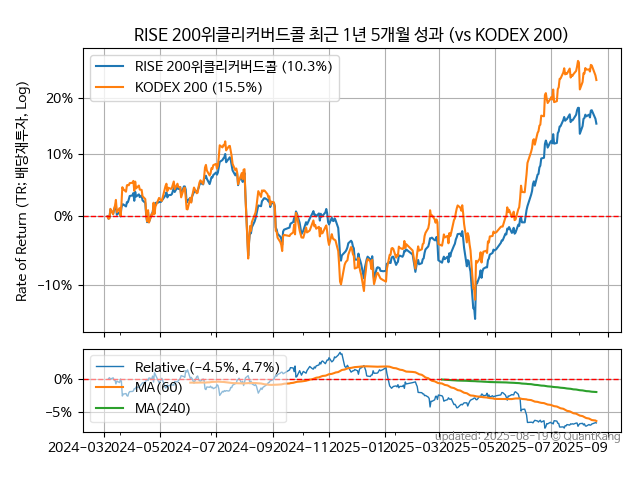 RISE 200위클리커버드콜 최근 1년 5개월 성과 (vs KODEX 200)
RISE 200위클리커버드콜 (10.3%)
KODEX 200 (15.5%)
Rate of Return (TR: 배당재투자, Log)
20%
10%
0%
−10%
Relative (−4.5%, 4.7%)
MA(60)
MA(240)
0%
−5%
Updated: 2025-08-19 © QuantKang
2024-03
2024-05
2024-07
2024-09
2024-11
2025-01
2025-03
2025-05
2025-07
2025-09